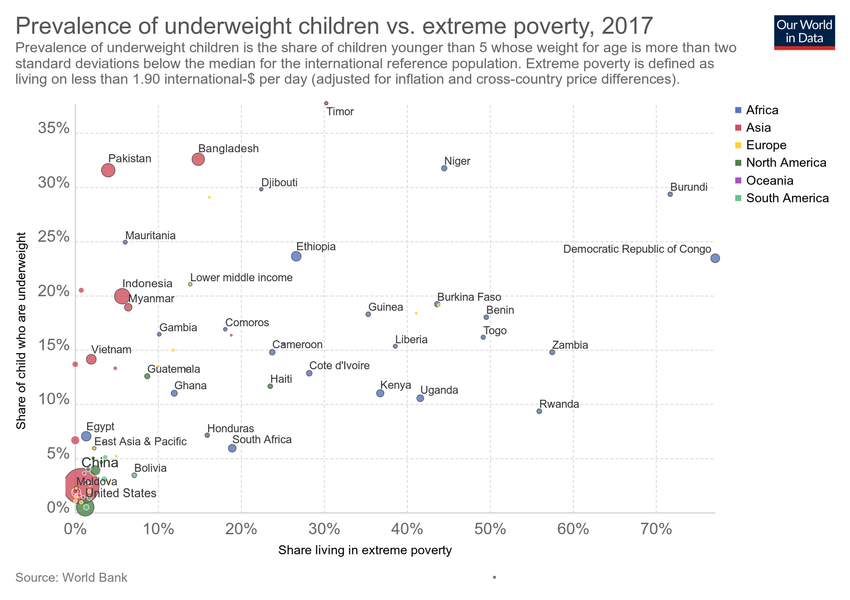 Prevalence of underweight children vs. extreme poverty, 2017
Prevalence of underweight children is the share of children younger than 5 whose weight for age is more than two
standard deviations below the median for the international reference population. Extreme poverty is defined as
living on less than 1.90 international-$ per day (adjusted for inflation and cross-country price differences).
Our World
in Data
Africa
Asia
Europe
North America
Oceania
South America
Share of child who are underweight
35%
30%
25%
20%
15%
10%
5%
0%
Timor
Bangladesh
Pakistan
Niger
Djibouti
Burundi
Mauritania
Ethiopia
Democratic Republic of Congo
Indonesia
Lower middle income
Myanmar
Burkina Faso
Guinea
Benin
Gambia
Comoros
Togo
Liberia
Cameroon
Zambia
Vietnam
Guatemala
Cote d'Ivoire
Ghana
Haiti
Kenya
Uganda
Rwanda
Egypt
Honduras
East Asia & Pacific
South Africa
China
Bolivia
Moldova
United States
0%
10%
20%
30%
40%
50%
60%
70%
Share living in extreme poverty
Source: World Bank